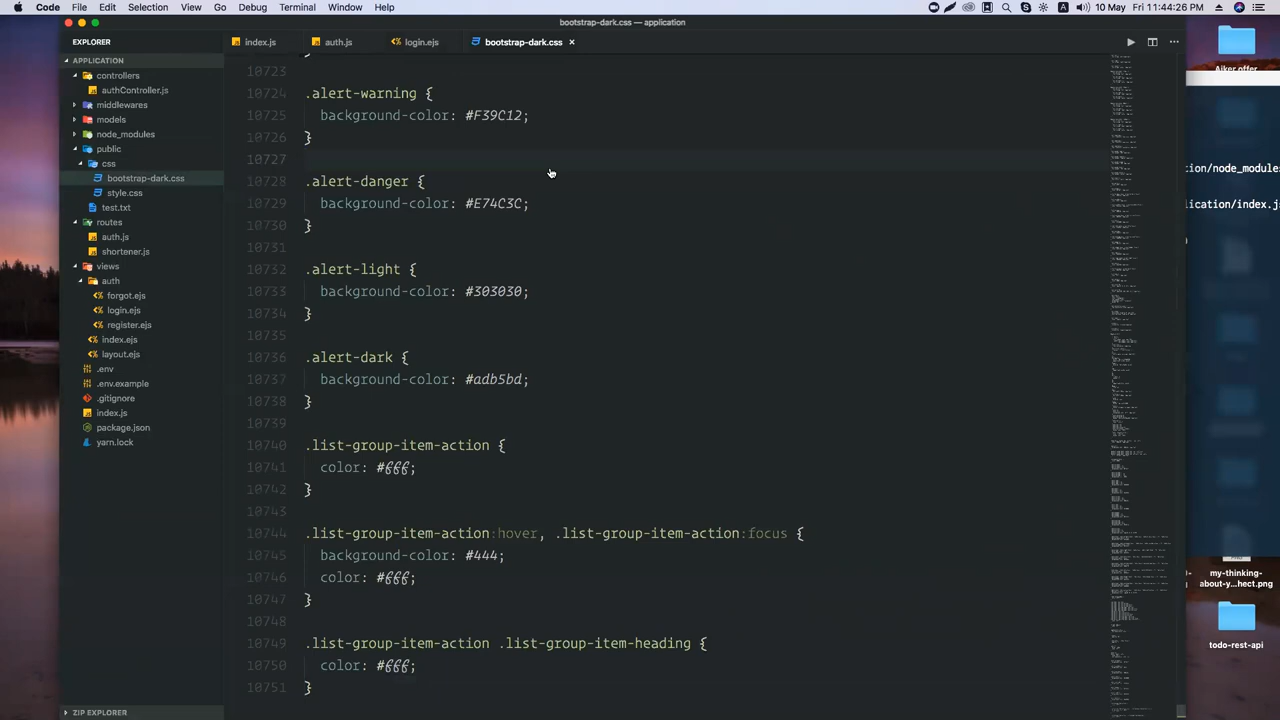 Code File Edit Selection View Go Debug Terminal Window Help
10 May 11:44:26
bootstrap-dark.css — application
EXPLORER
APPLICATION
controllers
authController.js
middlewares
models
node_modules
public
css
bootstrap-dark.css
style.css
test.txt
routes
auth.js
shortener.js
views
auth
forgot.ejs
login.ejs
register.ejs
index.ejs
layout.ejs
.env
.env.example
.gitignore
index.js
package.json
yarn.lock
ZIP EXPLORER
index.js auth.js login.ejs bootstrap-dark.css
10723
10724 .alert-warning {
10725 background-color: #F39C12;
10726 }
10727
10728 .alert-danger {
10729 background-color: #E74C3C;
10730 }
10731
10732 .alert-light {
10733 background-color: #303030;
10734 }
10735
10736 .alert-dark {
10737 background-color: #adb5bd;
10738 }
10739
10740 .list-group-item-action {
10741 color: #666;
10742 }
10743
10744 .list-group-item-action:hover, .list-group-item-action:focus {
10745 background-color: #444;
10746 color: #666;
10747 }
10748
10749 .list-group-item-action .list-group-item-heading {
10750 color: #666;
10751 }
Aiker offer
ation/node_modules
lication/index.js
my-thinking-
about-y...hect.png
todo-rest-api